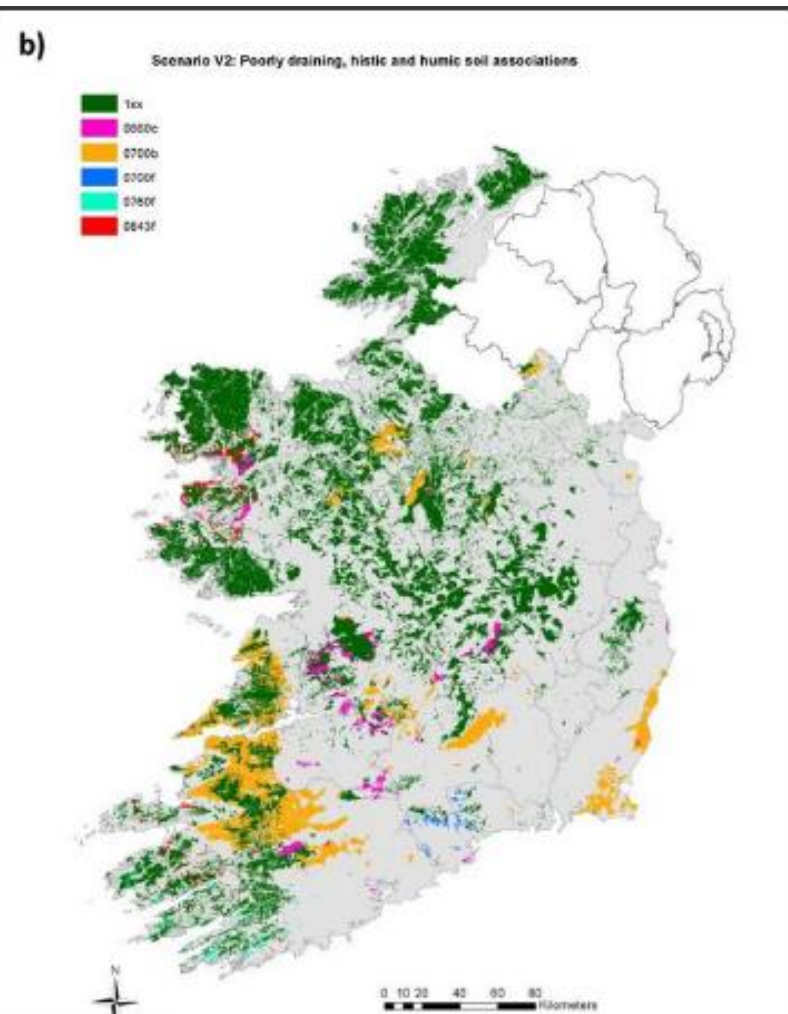 b)
Scenario V2: Poorly draining, histic and humic soil associations
1xx
0660c
0700b
0700f
0760f
0843f
N
0 10 20 40 60 80
Kilometers